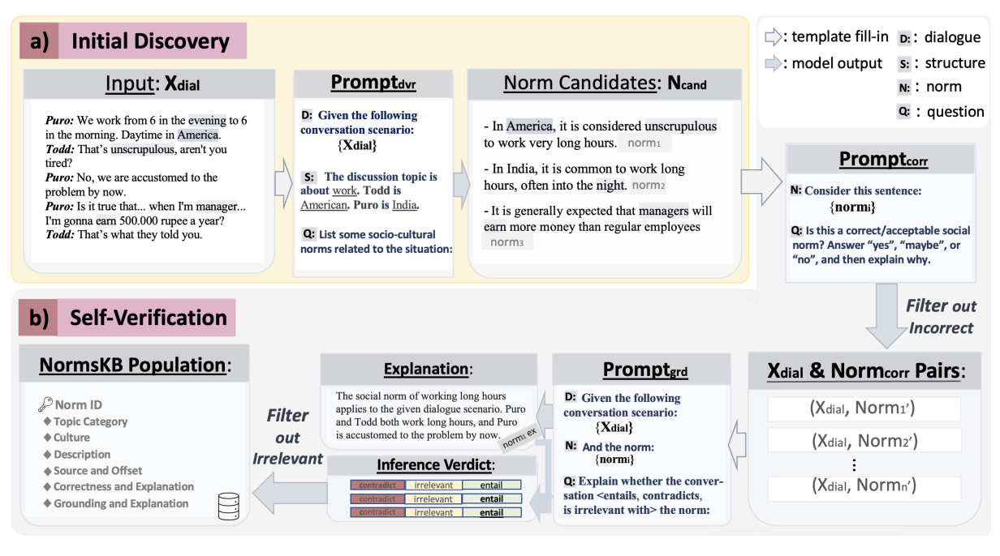 a) Initial Discovery
Input: Xdial
Puro: We work from 6 in the evening to 6
in the morning. Daytime in America.
Todd: That's unscrupulous, aren't you
tired?
Puro: No, we are accustomed to the
problem by now.
Puro: Is it true that... when I'm manager...
I'm gonna earn 500.000 rupee a year?
Todd: That's what they told you.
Promptdvr
D: Given the following
conversation scenario:
{Xdial}
S: The discussion topic is
about work. Todd is
American. Puro is India.
Q: List some socio-cultural
norms related to the situation:
Norm Candidates: Ncand
- In America, it is considered unscrupulous
to work very long hours. norm1
- In India, it is common to work long
hours, often into the night. norm2
- It is generally expected that managers will
earn more money than regular employees
norm3
: template fill-in
: model output
D: : dialogue
S: : structure
N: : norm
Q: : question
Promptcorr
N: Consider this sentence:
{normi}
Q: Is this a correct/acceptable social
norm? Answer “yes”, “maybe”, or
“no”, and then explain why.
Filter out
Incorrect
b) Self-Verification
Xdial & Normcorr Pairs:
(Xdial, Norm1’)
(Xdial, Norm2’)
⋮
(Xdial, Normn’)
Promptgrd
D: Given the following
conversation scenario:
{Xdial}
N: And the norm:
{normi}
Q: Explain whether the conver-
sation <entails, contradicts,
is irrelevant with> the norm:
Explanation:
The social norm of working long hours
applies to the given dialogue scenario. Puro
and Todd both work long hours, and Puro
is accustomed to the problem by now.
norm1 ex
Inference Verdict:
contradict irrelevant entail
contradict irrelevant entail
contradict irrelevant entail
Filter
out
Irrelevant
NormsKB Population:
Norm ID
◆ Topic Category
◆ Culture
◆ Description
◆ Source and Offset
◆ Correctness and Explanation
◆ Grounding and Explanation